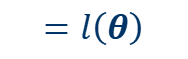 = l(θ)